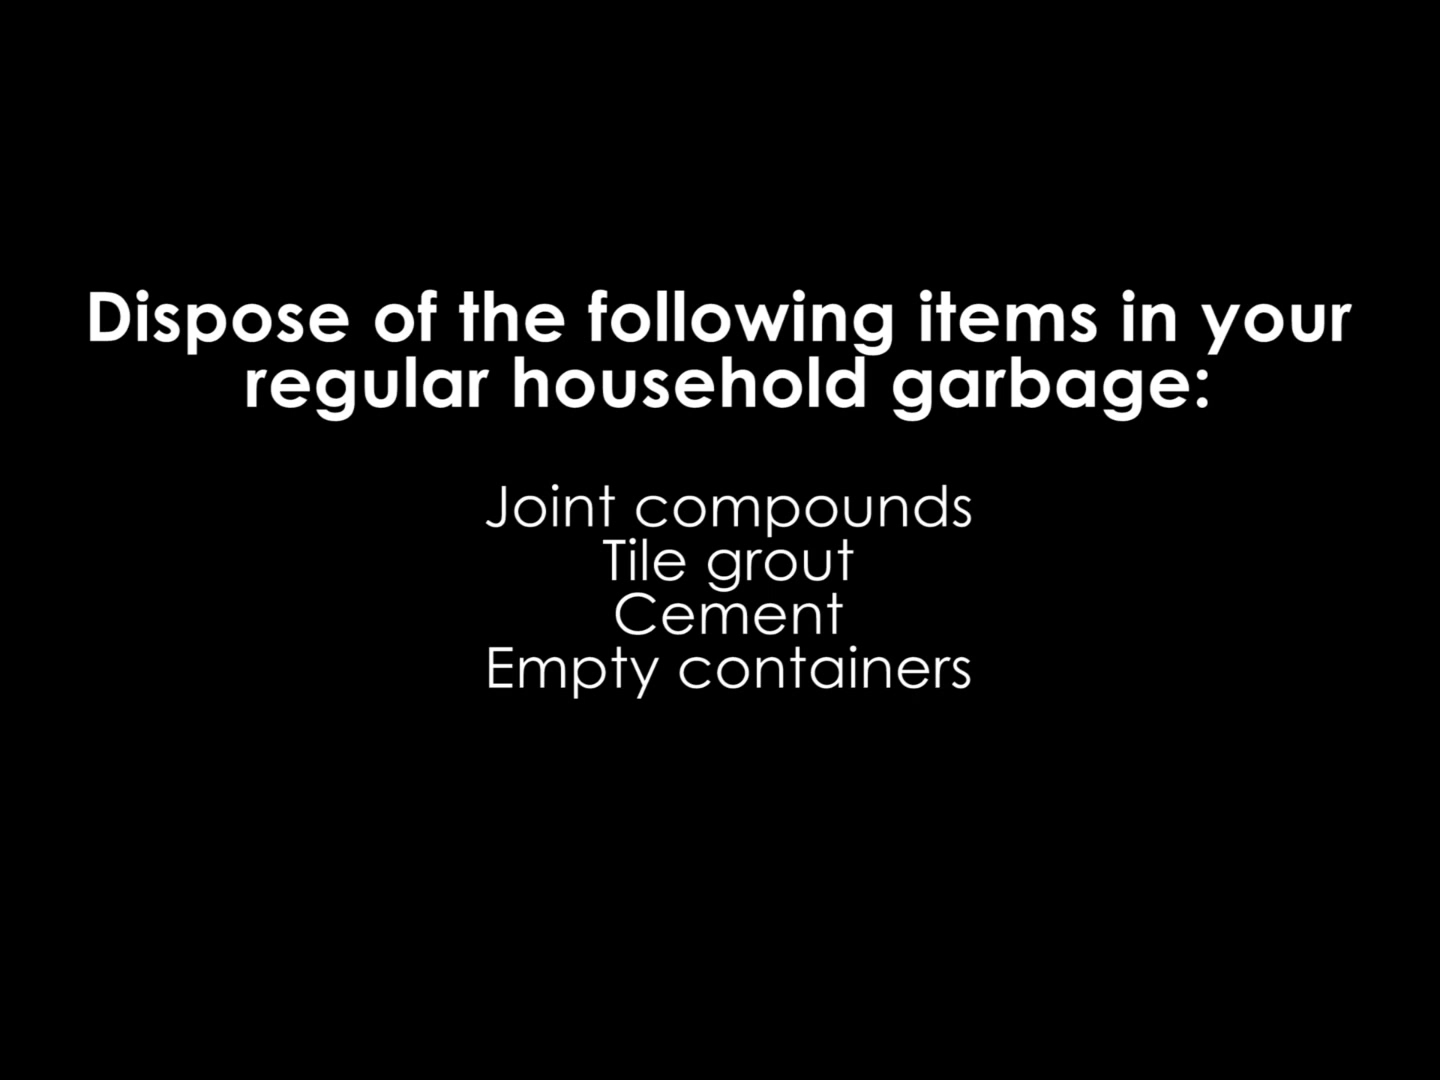 Dispose of the following items in your
regular household garbage:
Joint compounds
Tile grout
Cement
Empty containers